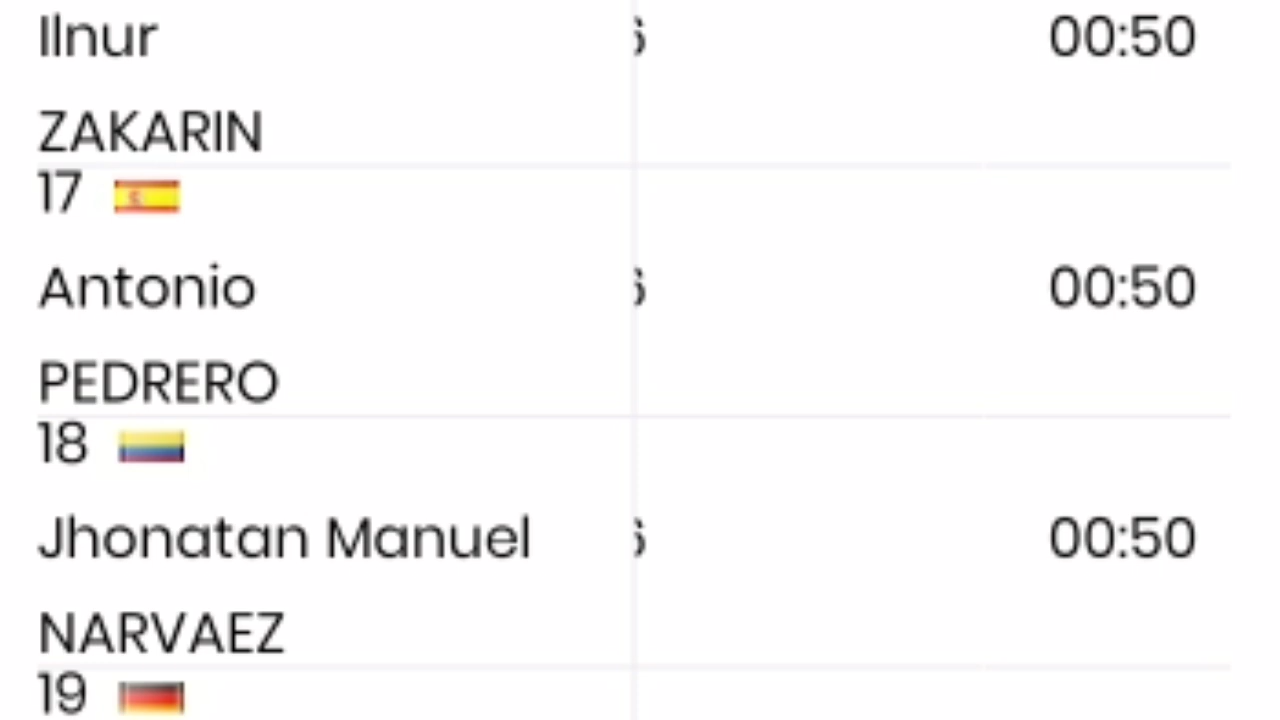 Ilnur 00:50
ZAKARIN
17
Antonio 00:50
PEDRERO
18
Jhonatan Manuel 00:50
NARVAEZ
19